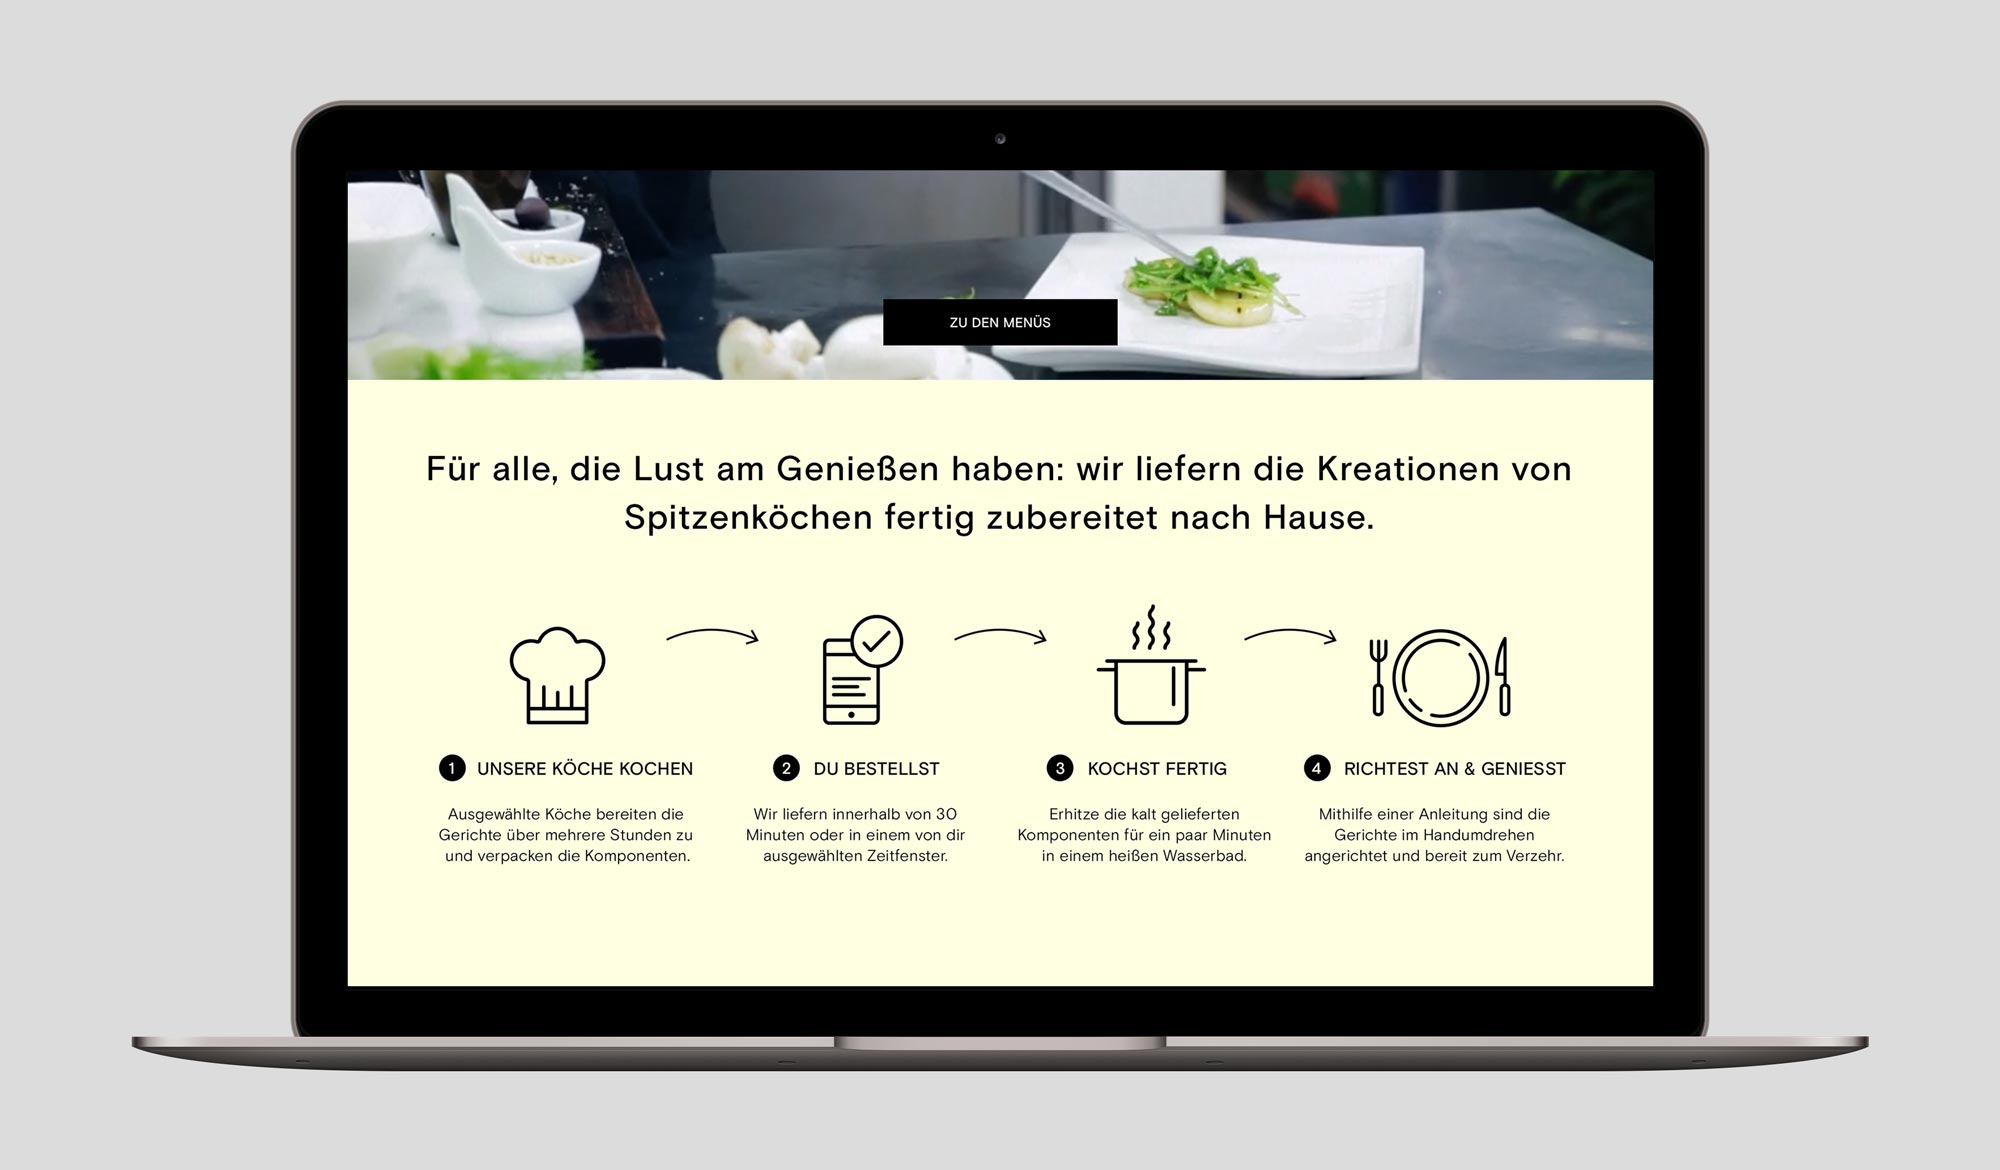 ZU DEN MENÜS
Für alle, die Lust am Genießen haben: wir liefern die Kreationen von
Spitzenköchen fertig zubereitet nach Hause.
1 UNSERE KÖCHE KOCHEN
Ausgewählte Köche bereiten die
Gerichte über mehrere Stunden zu
und verpacken die Komponenten.
2 DU BESTELLST
Wir liefern innerhalb von 30
Minuten oder in einem von dir
ausgewählten Zeitfenster.
3 KOCHST FERTIG
Erhitze die kalt gelieferten
Komponenten für ein paar Minuten
in einem heißen Wasserbad.
4 RICHTEST AN & GENIESST
Mithilfe einer Anleitung sind die
Gerichte im Handumdrehen
angerichtet und bereit zum Verzehr.